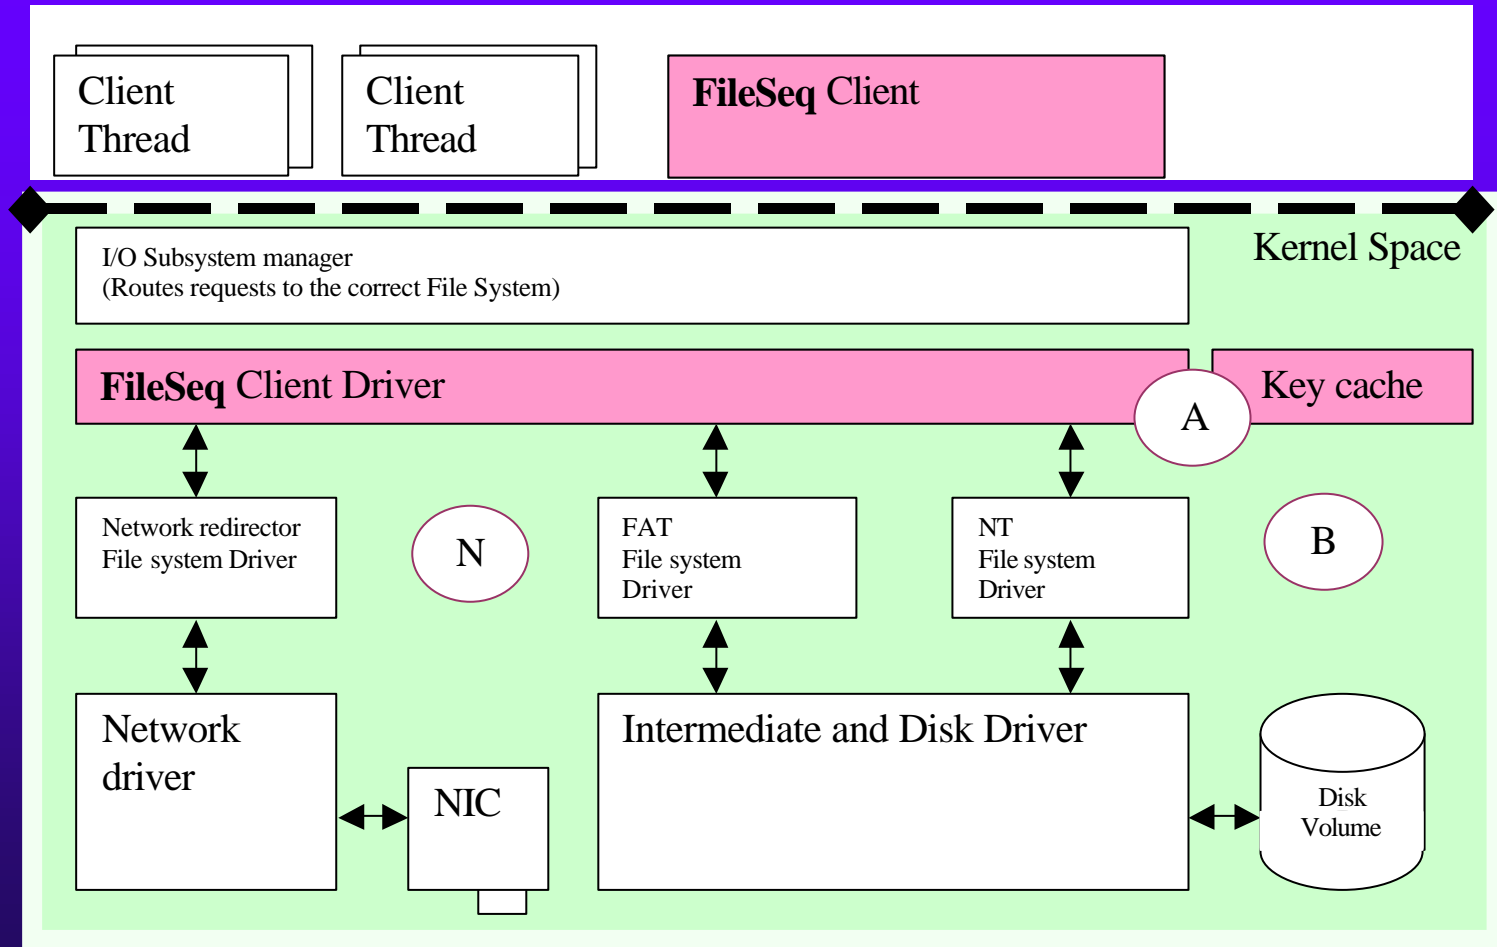 Client
Thread
Client
Thread
FileSeq Client
Kernel Space
I/O Subsystem manager
(Routes requests to the correct File System)
FileSeq Client Driver
Key cache
A
Network redirector
File system Driver
N
FAT
File system
Driver
NT
File system
Driver
B
Network
driver
NIC
Intermediate and Disk Driver
Disk
Volume